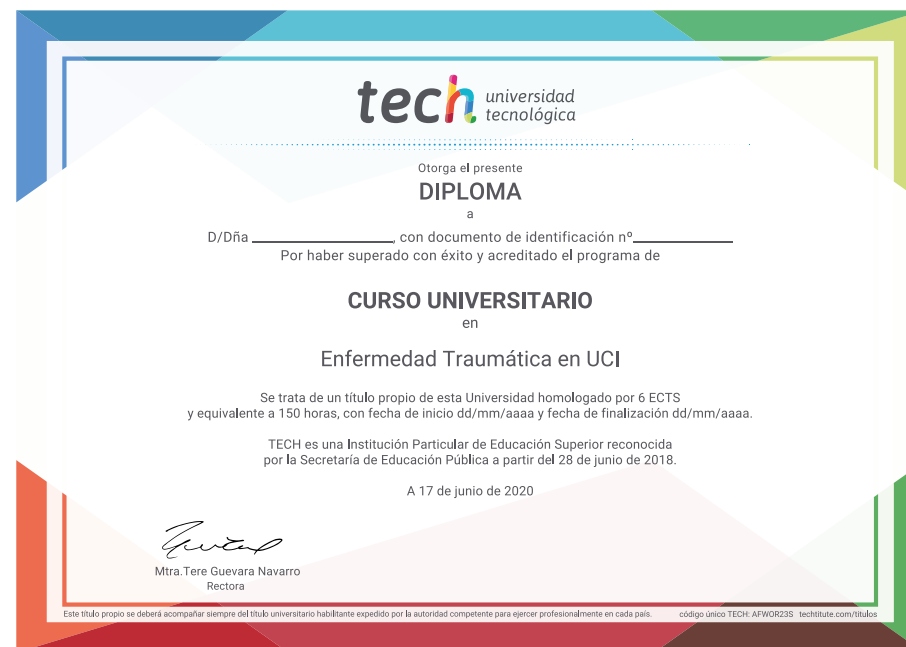 tech universidad
tecnológica
Otorga el presente
DIPLOMA
a
D/Dña ____________________, con documento de identificación nº______________
Por haber superado con éxito y acreditado el programa de
CURSO UNIVERSITARIO
en
Enfermedad Traumática en UCI
Se trata de un título propio de esta Universidad homologado por 6 ECTS
y equivalente a 150 horas, con fecha de inicio dd/mm/aaaa y fecha de finalización dd/mm/aaaa.
TECH es una Institución Particular de Educación Superior reconocida
por la Secretaría de Educación Pública a partir del 28 de junio de 2018.
A 17 de junio de 2020
Mtra.Tere Guevara Navarro
Rectora
Este título propio se deberá acompañar siempre del título universitario habilitante expedido por la autoridad competente para ejercer profesionalmente en cada país. código único TECH: AFWOR23S techtitute.com/títulos